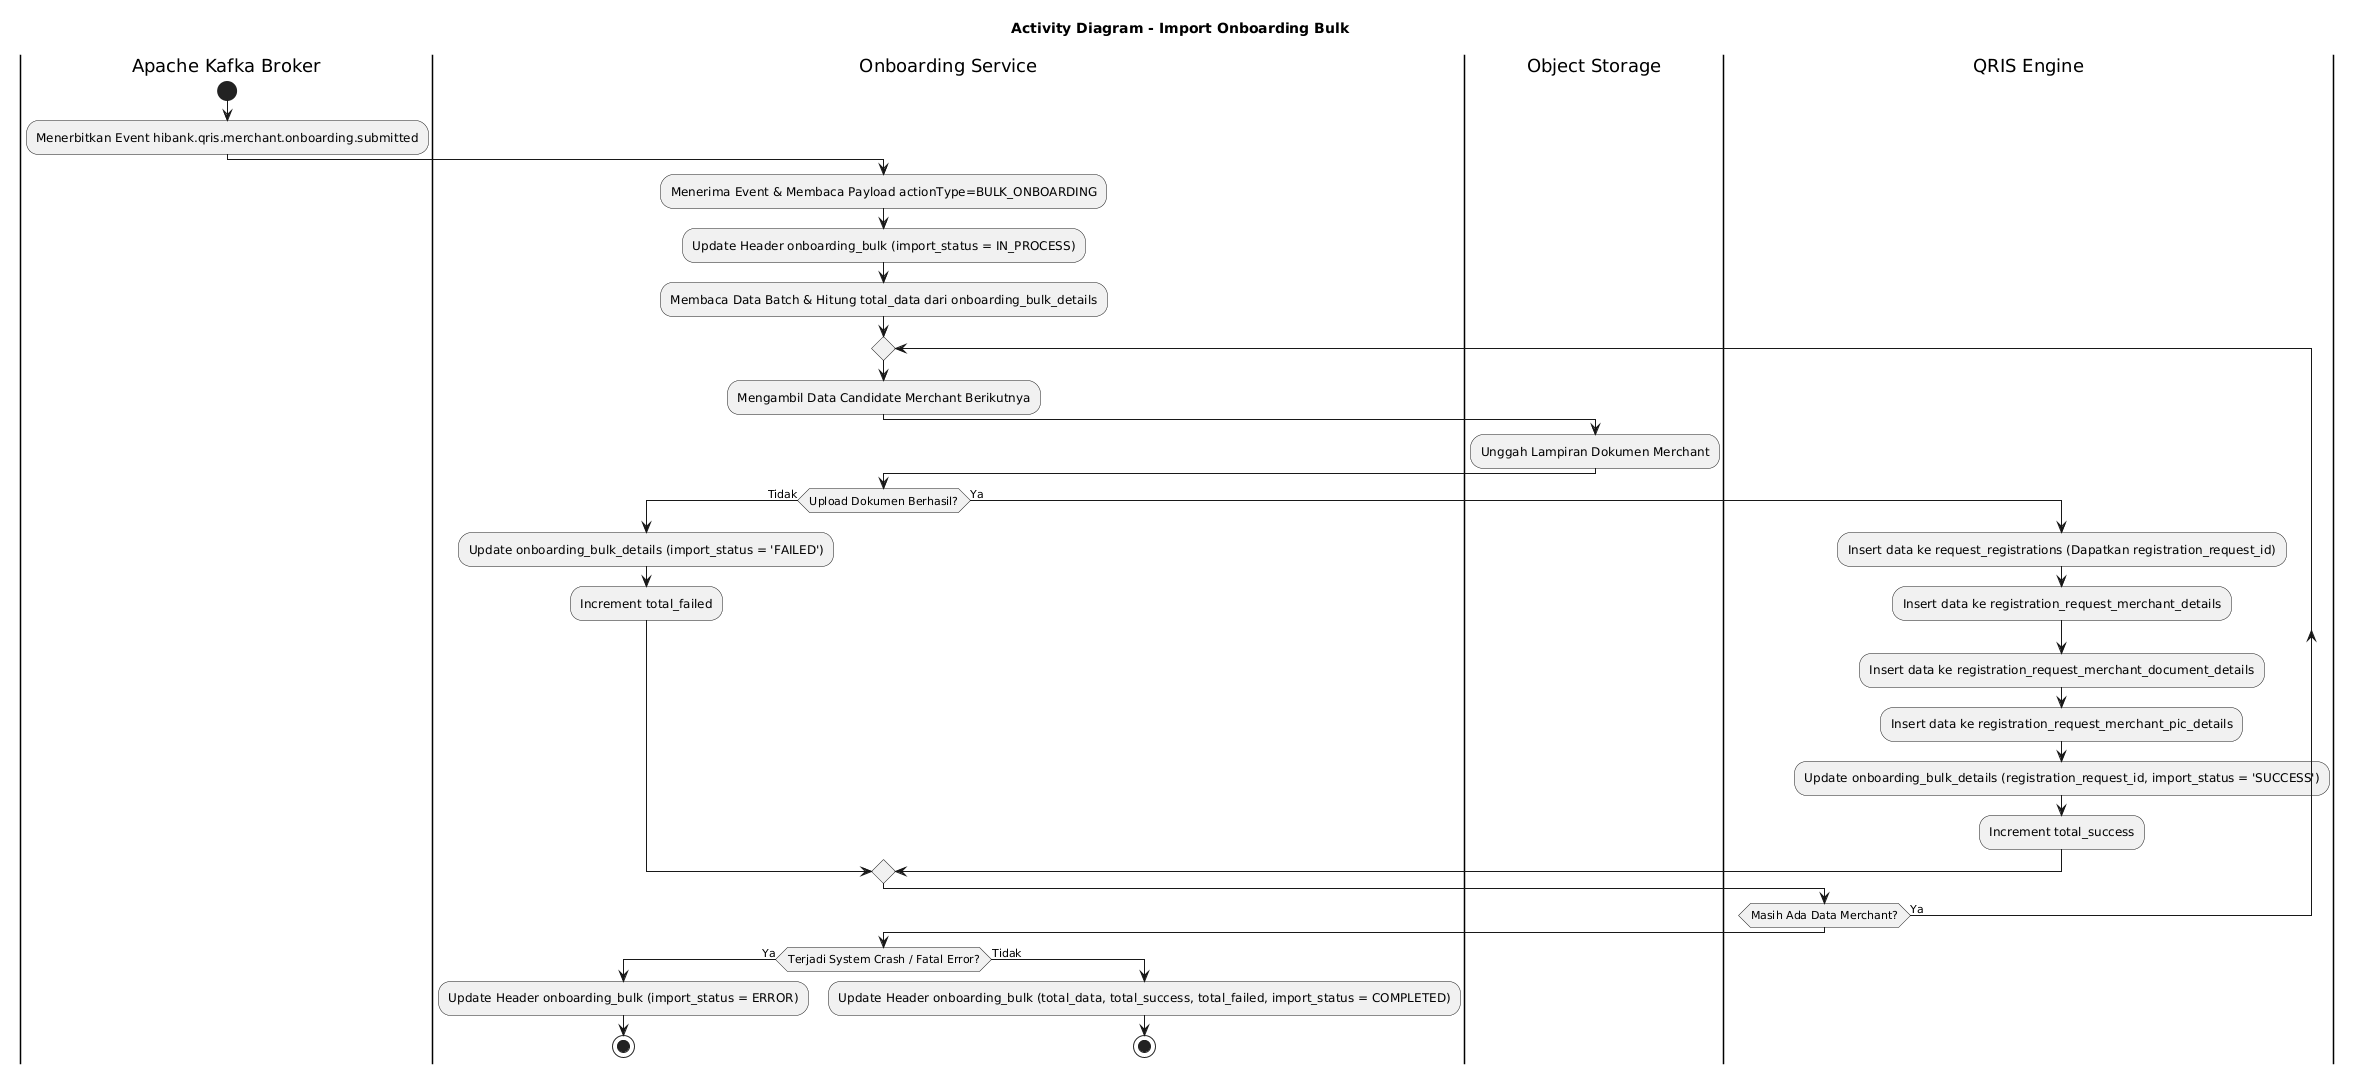 Activity Diagram - Import Onboarding Bulk
Apache Kafka Broker
Onboarding Service
Object Storage
QRIS Engine
Menerbitkan Event hibank.qris.merchant.onboarding.submitted
Menerima Event & Membaca Payload actionType=BULK_ONBOARDING
Update Header onboarding_bulk (import_status = IN_PROCESS)
Membaca Data Batch & Hitung total_data dari onboarding_bulk_details
Mengambil Data Candidate Merchant Berikutnya
Unggah Lampiran Dokumen Merchant
Tidak
Upload Dokumen Berhasil?
Ya
Update onboarding_bulk_details (import_status = 'FAILED')
Insert data ke request_registrations (Dapatkan registration_request_id)
Increment total_failed
Insert data ke registration_request_merchant_details
Insert data ke registration_request_merchant_document_details
Insert data ke registration_request_merchant_pic_details
Update onboarding_bulk_details (registration_request_id, import_status = 'SUCCESS')
Increment total_success
Masih Ada Data Merchant?
Ya
Ya
Terjadi System Crash / Fatal Error?
Tidak
Update Header onboarding_bulk (import_status = ERROR)
Update Header onboarding_bulk (total_data, total_success, total_failed, import_status = COMPLETED)